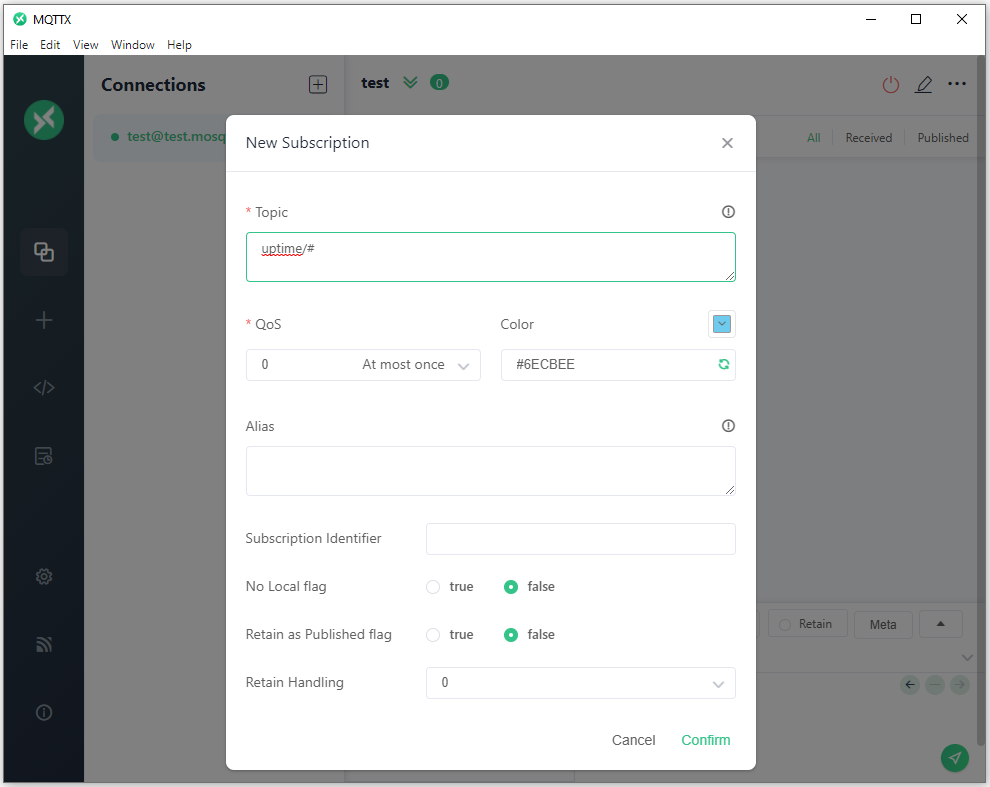 MQTTX
File Edit View Window Help
Connections
test 0
test@test.mosq
All Received Published
New Subscription
* Topic
uptime/#
* QoS Color
0 At most once #6ECBEE
Alias
Subscription Identifier
No Local flag true false
Retain as Published flag true false
Retain Handling 0
Retain Meta
Cancel Confirm